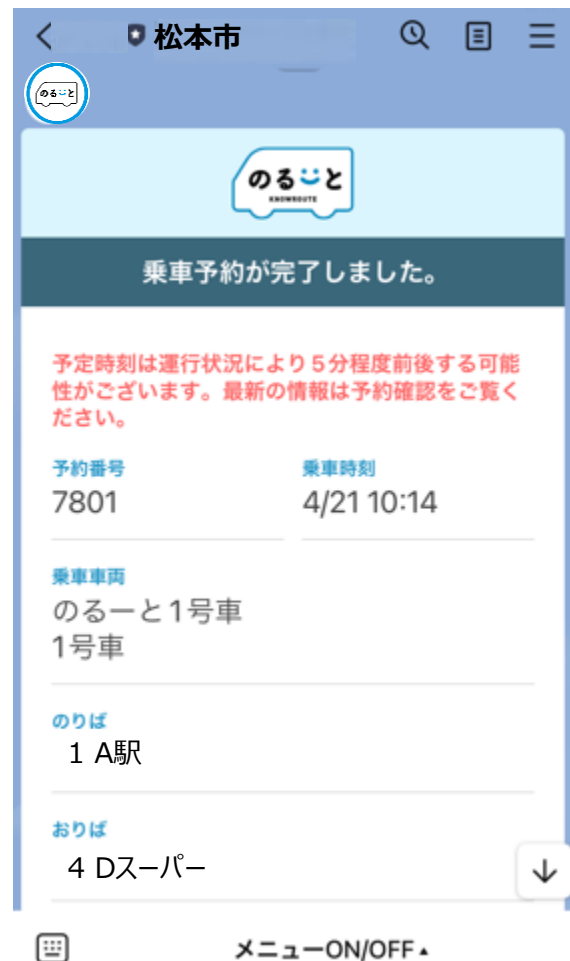 松本市
のるーと
のるーと
KNOWROUTE
乗車予約が完了しました。
予定時刻は運行状況により５分程度前後する可能
性がございます。最新の情報は予約確認をご覧く
ださい。
予約番号
7801
乗車時刻
4/21 10:14
乗車車両
のるーと1号車
1号車
のりば
１ A駅
おりば
４ Dスーパー
メニューON/OFF▲